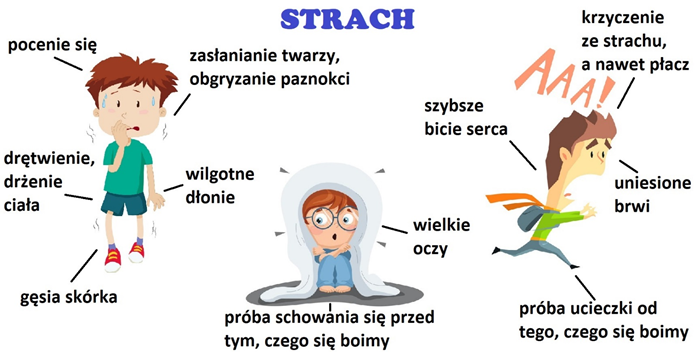 STRACH
pocenie się
zasłanianie twarzy,
obgryzanie paznokci
drętwienie,
drżenie
ciała
wilgotne
dłonie
gęsia skórka
wielkie
oczy
próba schowania się przed
tym, czego się boimy
krzyczenie
ze strachu,
a nawet płacz
AAA!
szybsze
bicie serca
uniesione
brwi
próba ucieczki od
tego, czego się boimy